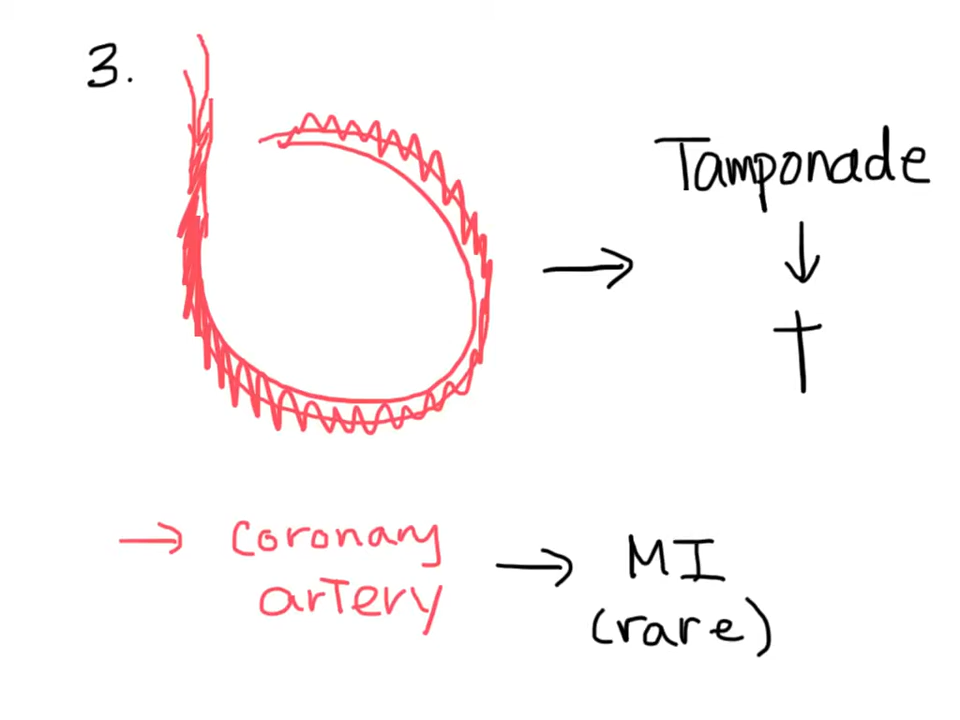 3.
Tamponade
→
↓
†
→ coronary
artery
→ MI
(rare)